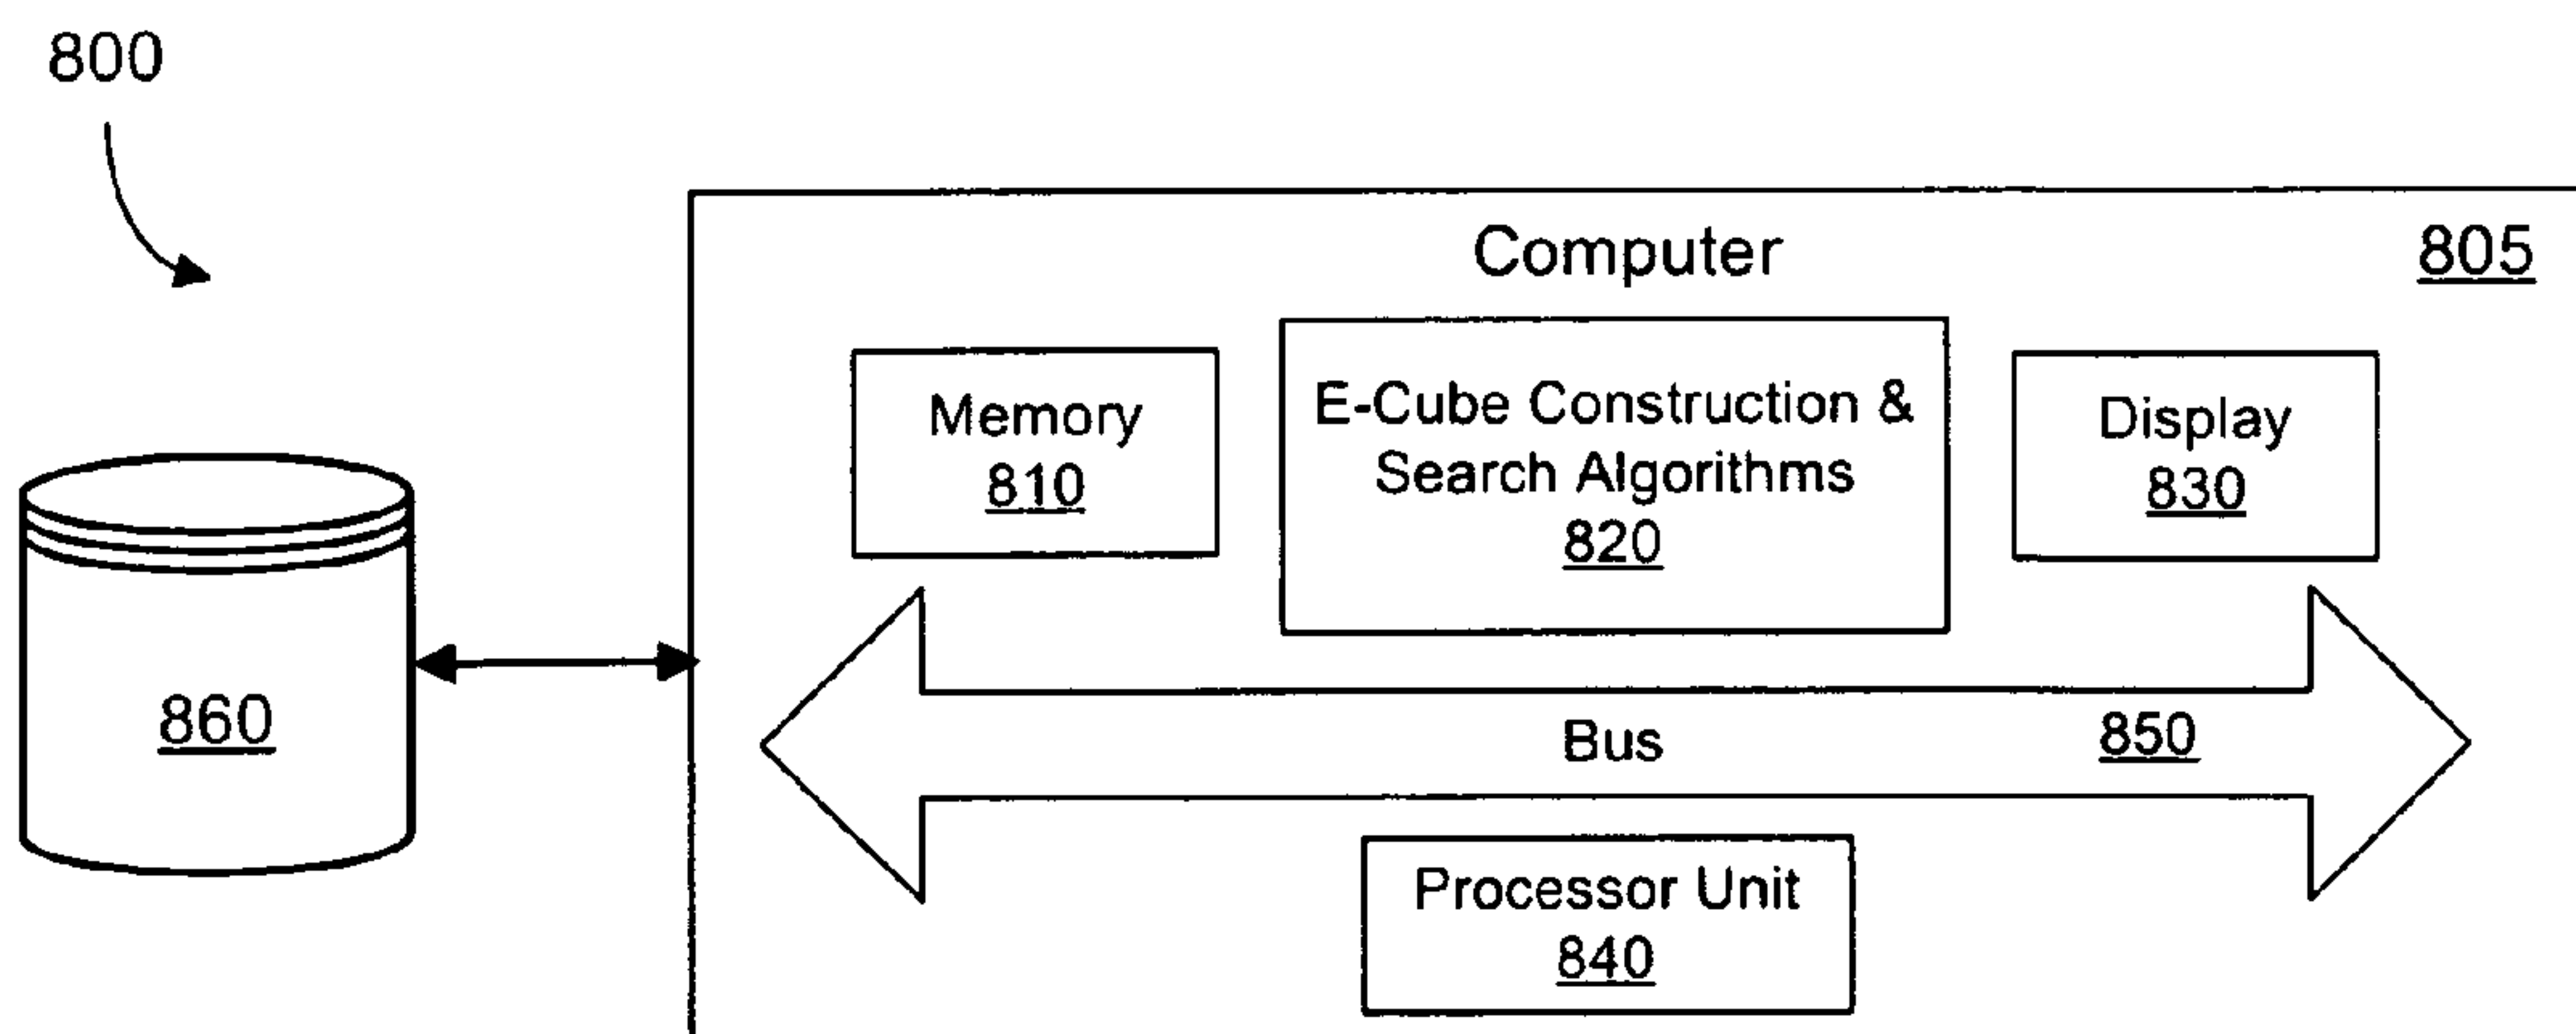 800
Computer
805
Memory
810
E-Cube Construction &
Search Algorithms
820
Display
830
860
Bus
850
Processor Unit
840